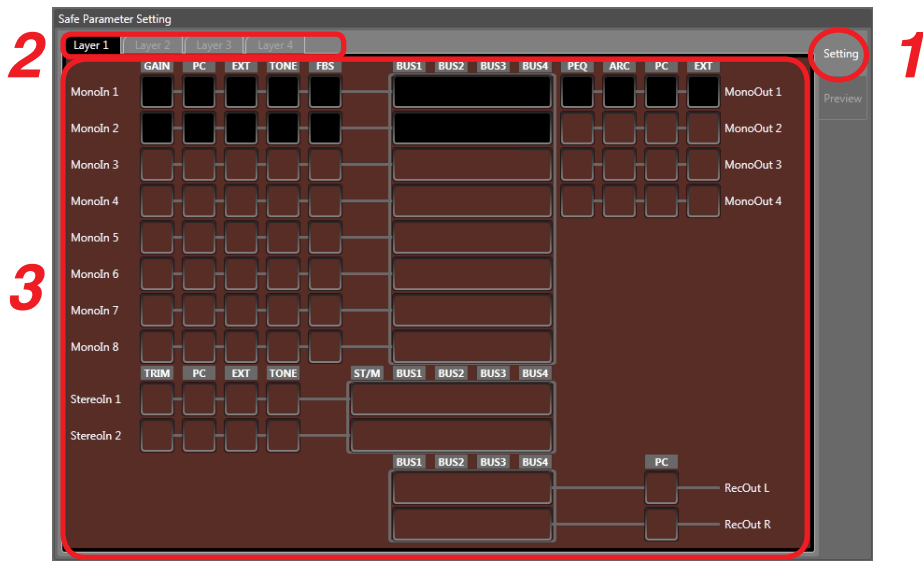 Safe Parameter Setting
2 Layer 1 Layer 2 Layer 3 Layer 4 Setting 1
GAIN PC EXT TONE FBS BUS1 BUS2 BUS3 BUS4 PEQ ARC PC EXT
MonoIn 1 MonoOut 1
Preview
MonoIn 2 MonoOut 2
MonoIn 3 MonoOut 3
MonoIn 4 MonoOut 4
MonoIn 5
3 MonoIn 6
MonoIn 7
MonoIn 8
TRIM PC EXT TONE ST/M BUS1 BUS2 BUS3 BUS4
StereoIn 1
StereoIn 2
BUS1 BUS2 BUS3 BUS4 PC
RecOut L
RecOut R